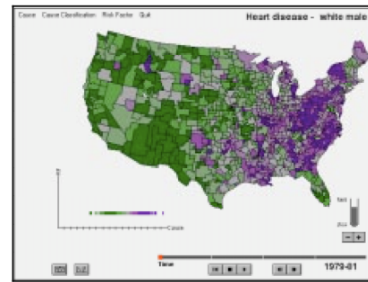 Cause Cause Classification Risk Factor Quit
Heart disease - white male
Cause
Time
1979-81